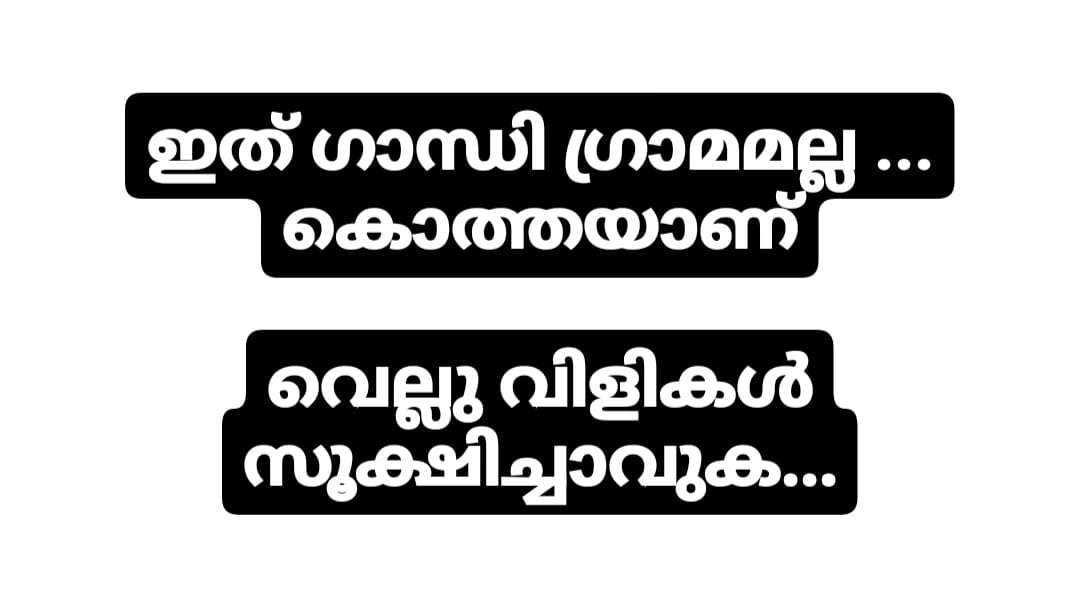 ഇത് ഗാന്ധി ഗ്രാമമല്ല ...
കൊത്തയാണ്
വെല്ലു വിളികൾ
സൂക്ഷിച്ചാവുക...